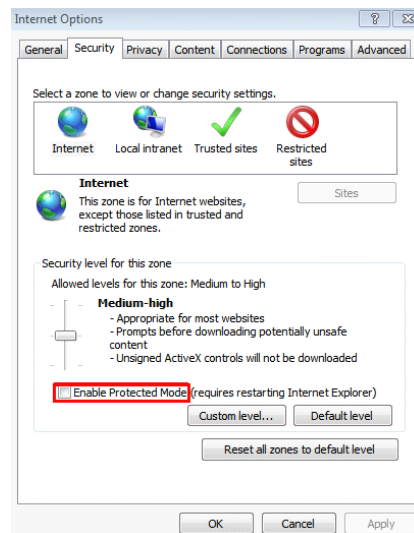 Internet Options
General Security Privacy Content Connections Programs Advanced
Select a zone to view or change security settings.
Internet Local intranet Trusted sites Restricted
sites
Internet
Sites
This zone is for Internet websites,
except those listed in trusted and
restricted zones.
Security level for this zone
Allowed levels for this zone: Medium to High
Medium-high
- Appropriate for most websites
- Prompts before downloading potentially unsafe
content
- Unsigned ActiveX controls will not be downloaded
Enable Protected Mode (requires restarting Internet Explorer)
Custom level... Default level
Reset all zones to default level
OK Cancel Apply